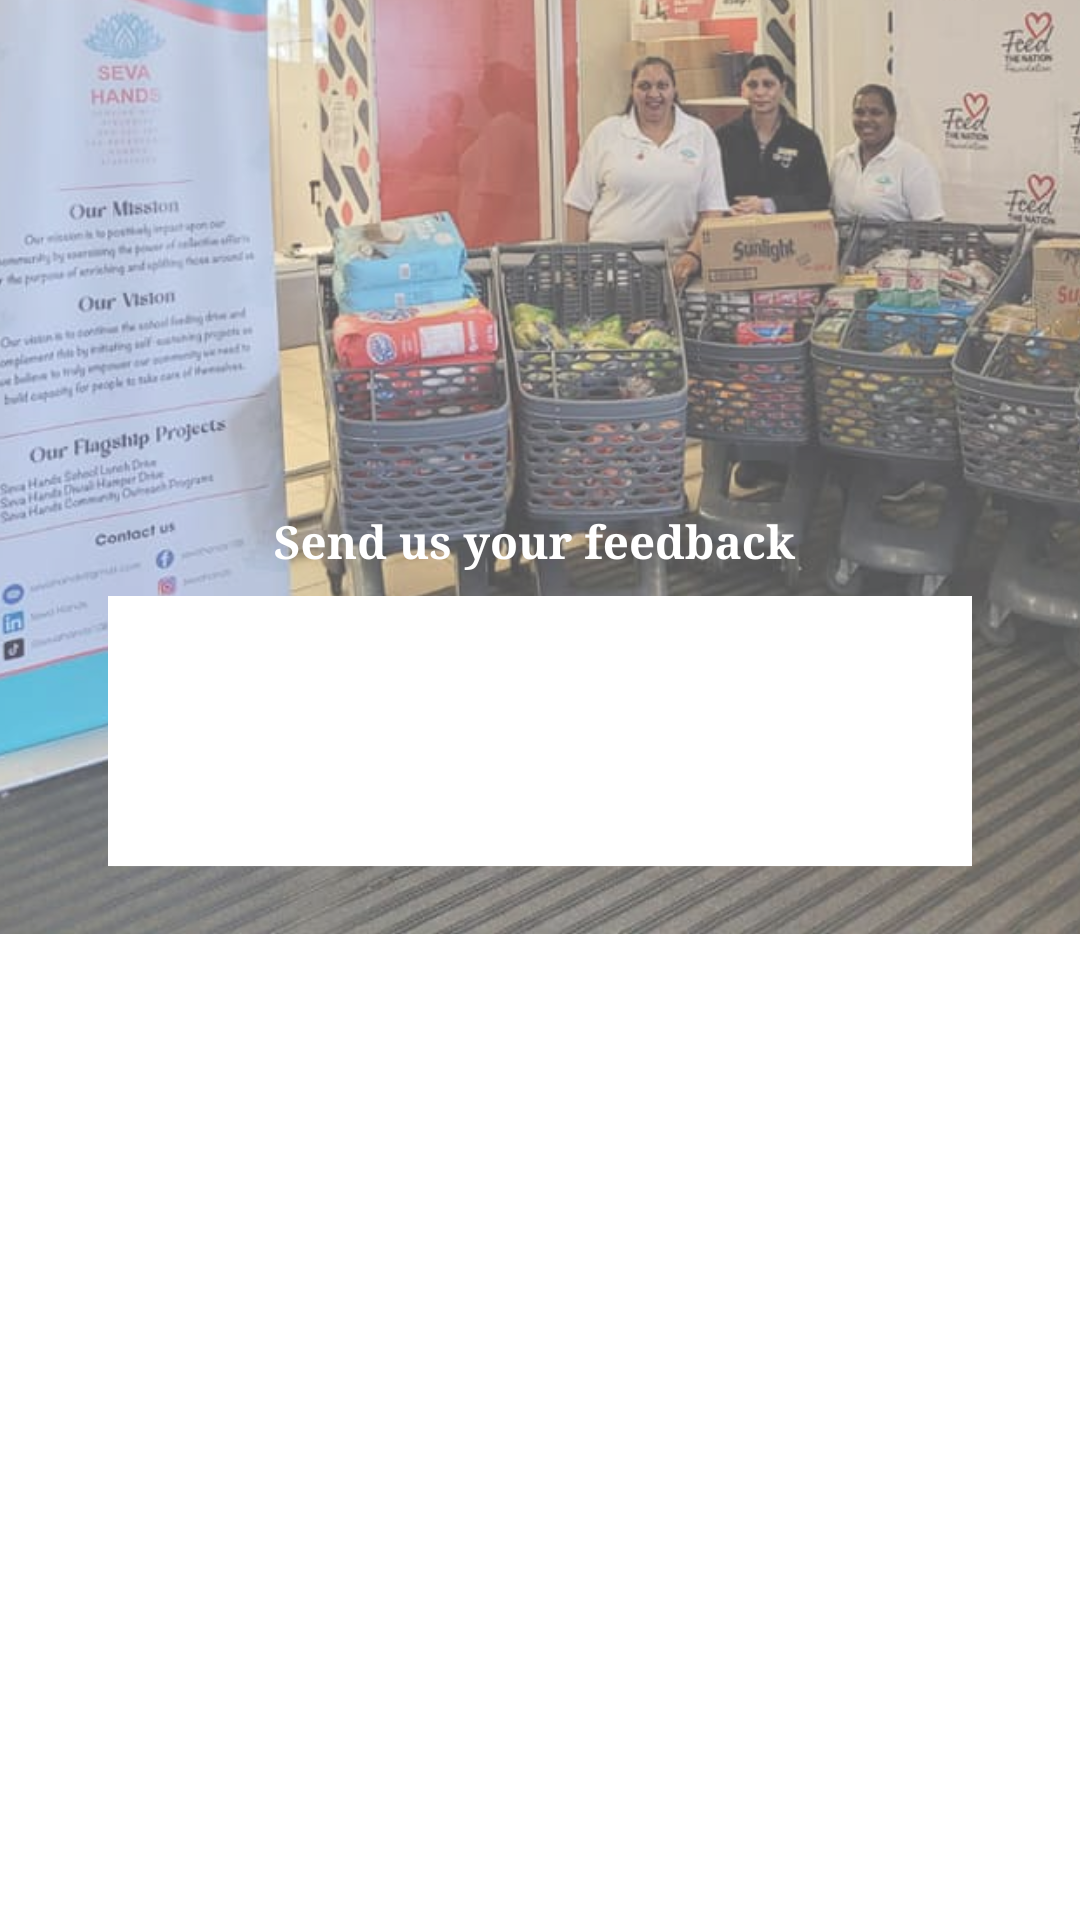 SEVA
HANDS
Our Mission
Our mission is to positively impact upon our
community by exercising the power of collective efforts
the purpose of enriching and uplifting those around us
Our Vision
Our vision is to continue the school feeding drive and
complement this by initiating self-sustaining projects as
we believe to truly empower our community we need to
build capacity for people to take care of themselves.
Our Flagship Projects
Seva Hands School Lunch Drive
Seva Hands Diwali Hamper Drive
Seva Hands Community Outreach Programs
Contact us
Seva Hands
Feed
THE NATION
Foundation
Feed
THE NATION
Foundation
Feed
THE NATION
Sunlight
Su
Send us your feedback